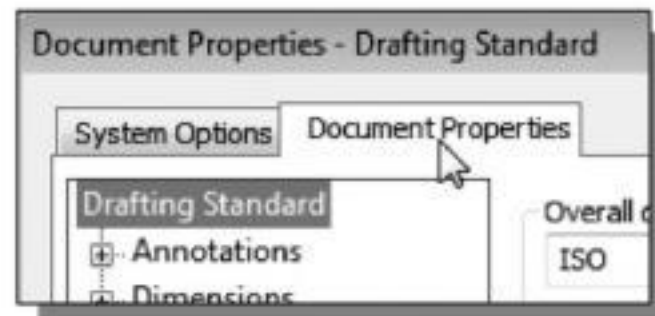 Document Properties - Drafting Standard
System Options Document Properties
Drafting Standard
Overall
Annotations
ISO
Dimensions